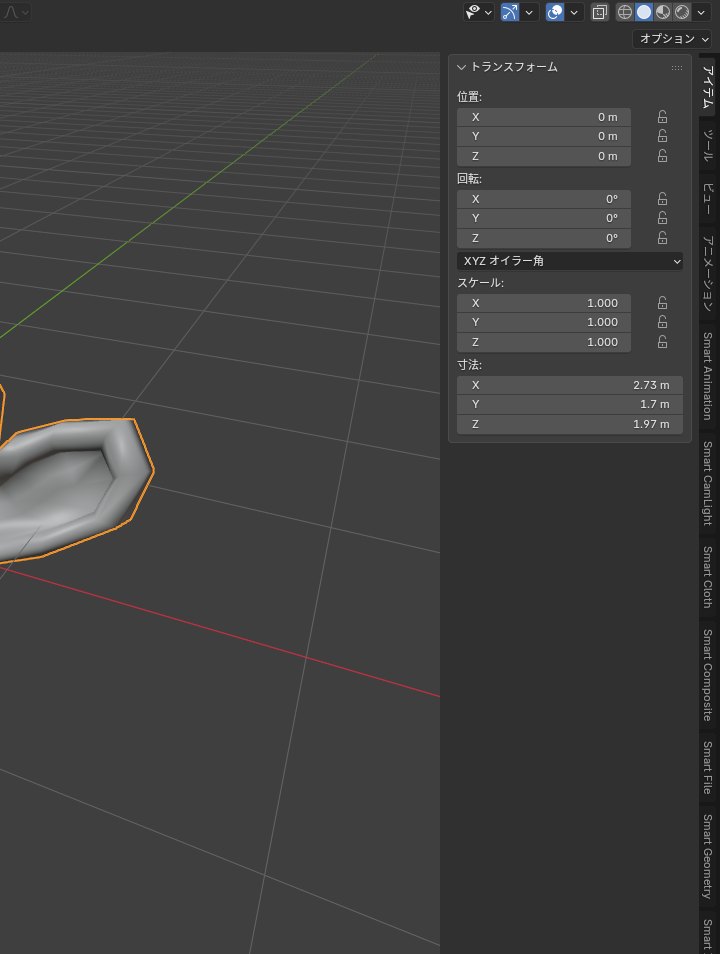 オプション
トランスフォーム
位置:
X 0 m
Y 0 m
Z 0 m
回転:
X 0°
Y 0°
Z 0°
XYZ オイラー角
スケール:
X 1.000
Y 1.000
Z 1.000
寸法:
X 2.73 m
Y 1.7 m
Z 1.97 m
アイテム
ツール
ビュー
アニメーション
Smart Animation
Smart CamLight
Smart Cloth
Smart Composite
Smart File
Smart Geometry
Smart